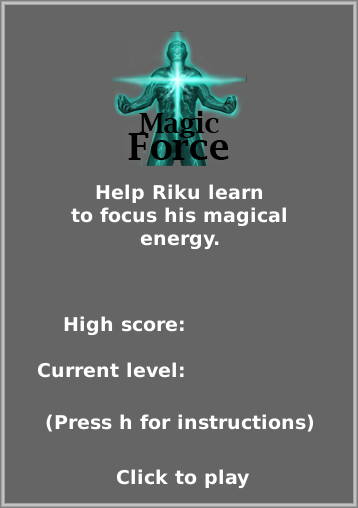 Magic
Force
Help Riku learn
to focus his magical
energy.
High score:
Current level:
(Press h for instructions)
Click to play